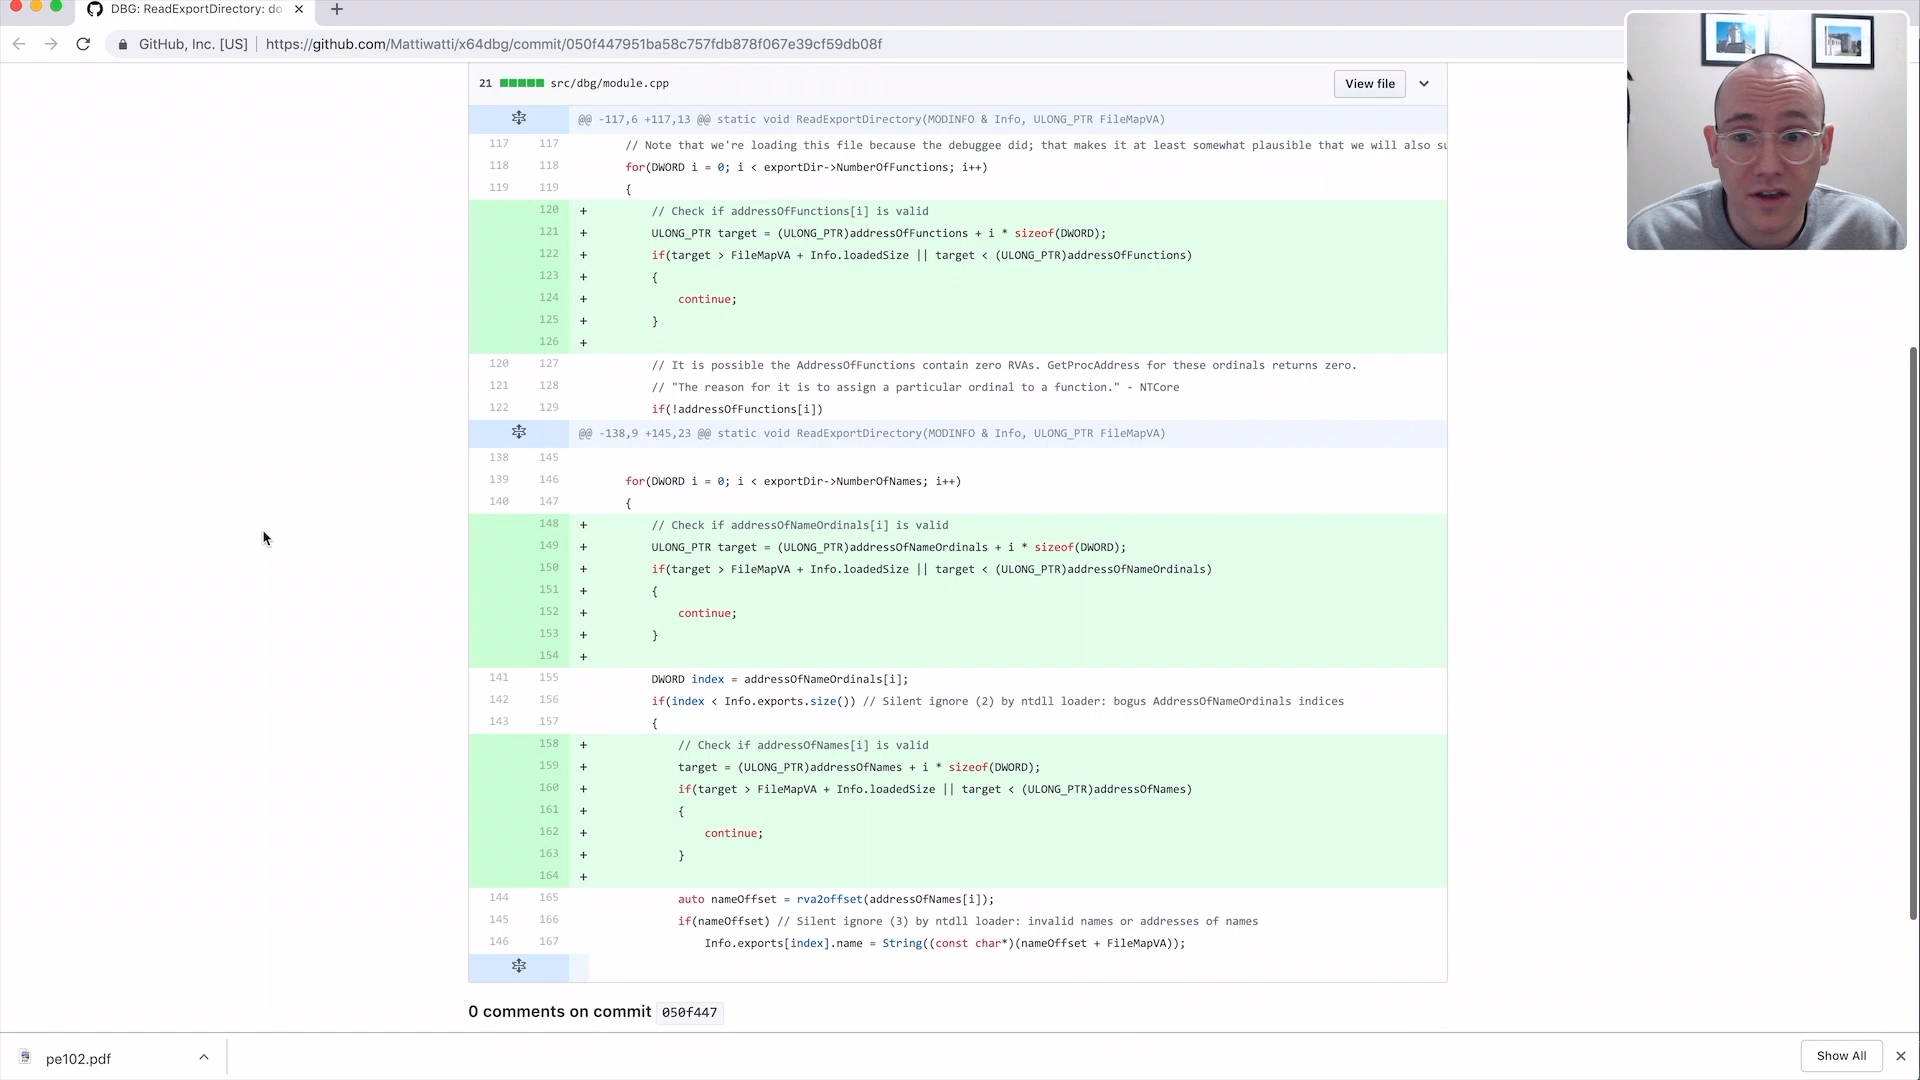 DBG: ReadExportDirectory: do
GitHub, Inc. [US] https://github.com/Mattiwatti/x64dbg/commit/050f447951ba58c757fdb878f067e39cf59db08f
21 src/dbg/module.cpp View file
@@ -117,6 +117,13 @@ static void ReadExportDirectory(MODINFO & Info, ULONG_PTR FileMapVA)
117 117 // Note that we're loading this file because the debuggee did; that makes it at least somewhat plausible that we will also
118 118 for(DWORD i = 0; i < exportDir->NumberOfFunctions; i++)
119 119 {
120 + // Check if addressOfFunctions[i] is valid
121 + ULONG_PTR target = (ULONG_PTR)addressOfFunctions + i * sizeof(DWORD);
122 + if(target > FileMapVA + Info.loadedSize || target < (ULONG_PTR)addressOfFunctions)
123 + {
124 + continue;
125 + }
126 +
120 127 // It is possible the AddressOfFunctions contain zero RVAs. GetProcAddress for these ordinals returns zero.
121 128 // "The reason for it is to assign a particular ordinal to a function." - NTCore
122 129 if(!addressOfFunctions[i])
@@ -138,9 +145,23 @@ static void ReadExportDirectory(MODINFO & Info, ULONG_PTR FileMapVA)
138 145
139 146 for(DWORD i = 0; i < exportDir->NumberOfNames; i++)
140 147 {
148 + // Check if addressOfNameOrdinals[i] is valid
149 + ULONG_PTR target = (ULONG_PTR)addressOfNameOrdinals + i * sizeof(DWORD);
150 + if(target > FileMapVA + Info.loadedSize || target < (ULONG_PTR)addressOfNameOrdinals)
151 + {
152 + continue;
153 + }
154 +
141 155 DWORD index = addressOfNameOrdinals[i];
142 156 if(index < Info.exports.size()) // Silent ignore (2) by ntdll loader: bogus AddressOfNameOrdinals indices
143 157 {
158 + // Check if addressOfNames[i] is valid
159 + target = (ULONG_PTR)addressOfNames + i * sizeof(DWORD);
160 + if(target > FileMapVA + Info.loadedSize || target < (ULONG_PTR)addressOfNames)
161 + {
162 + continue;
163 + }
164 +
144 165 auto nameOffset = rva2offset(addressOfNames[i]);
145 166 if(nameOffset) // Silent ignore (3) by ntdll loader: invalid names or addresses of names
146 167 Info.exports[index].name = String((const char*)(nameOffset + FileMapVA));
0 comments on commit 050f447
pe102.pdf
Show All